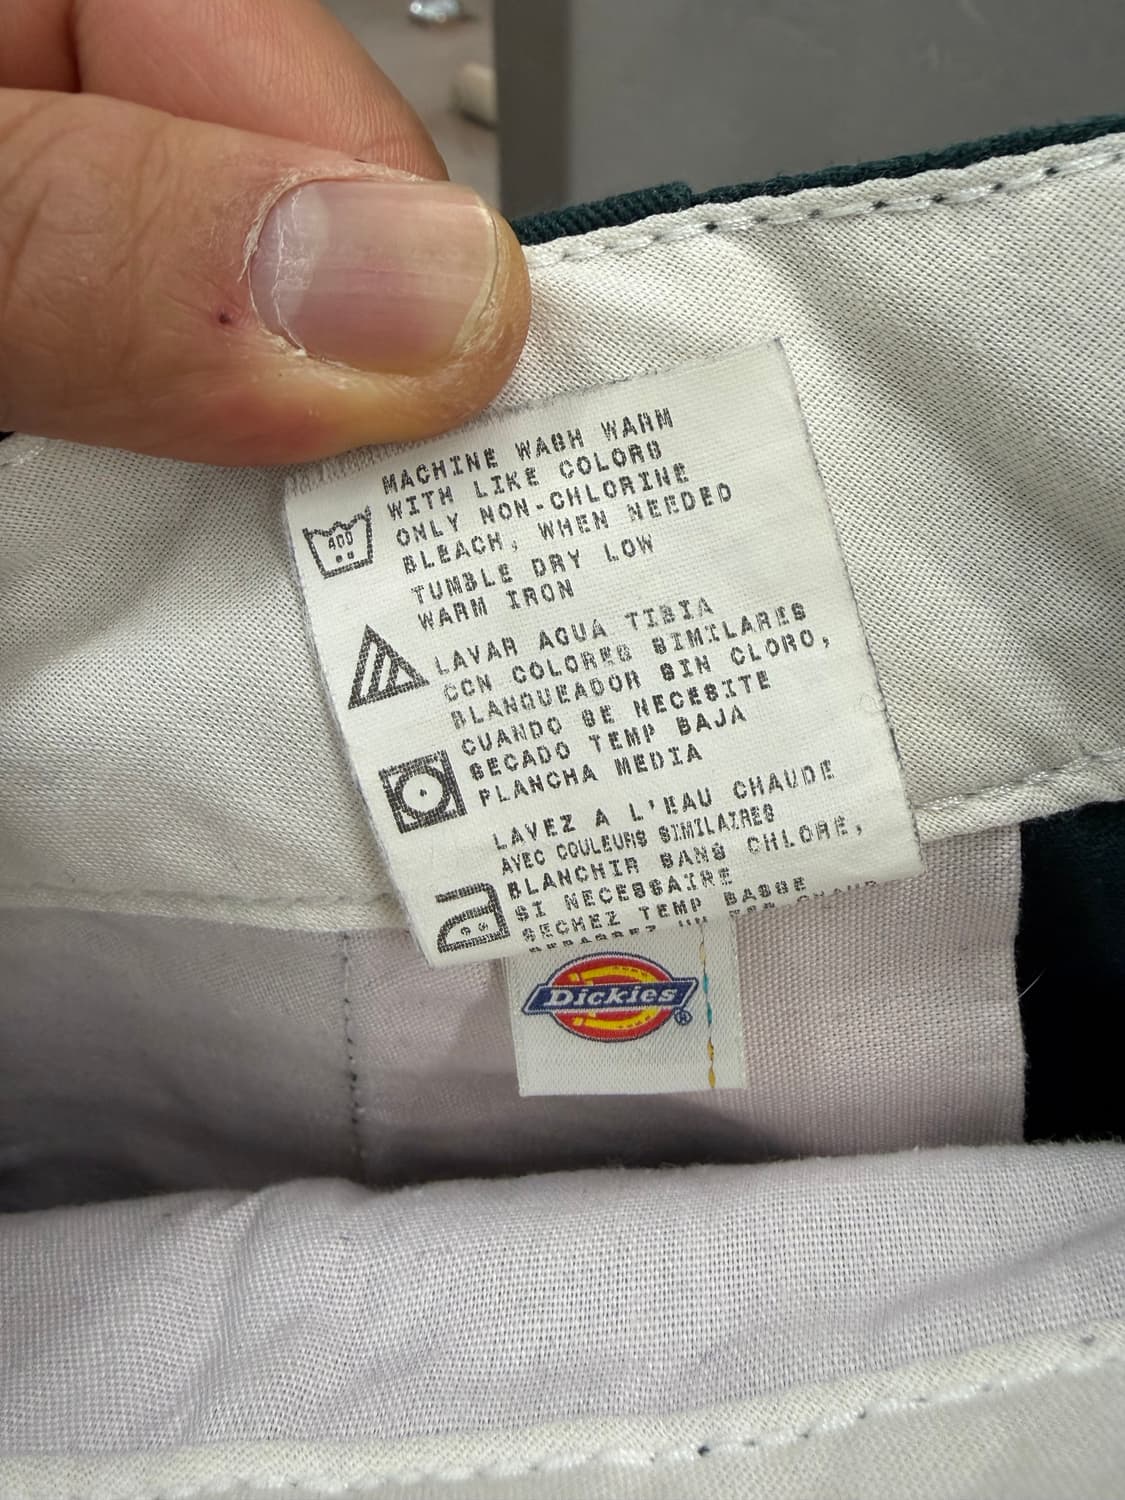 MACHINE WASH WARM
WITH LIKE COLORS
ONLY NON-CHLORINE
BLEACH, WHEN NEEDED
TUMBLE DRY LOW
WARM IRON
40C
LAVAR AGUA TIBIA
CON COLORES SIMILARES
BLANQUEADOR SIN CLORO,
CUANDO SE NECESITE
SECADO TEMP BAJA
PLANCHA MEDIA
LAVEZ A L'EAU CHAUDE
AVEC COULEURS SIMILAIRES
BLANCHIR SANS CHLORE,
SI NECESSAIRE
SECHEZ TEMP BASSE
Dickies®